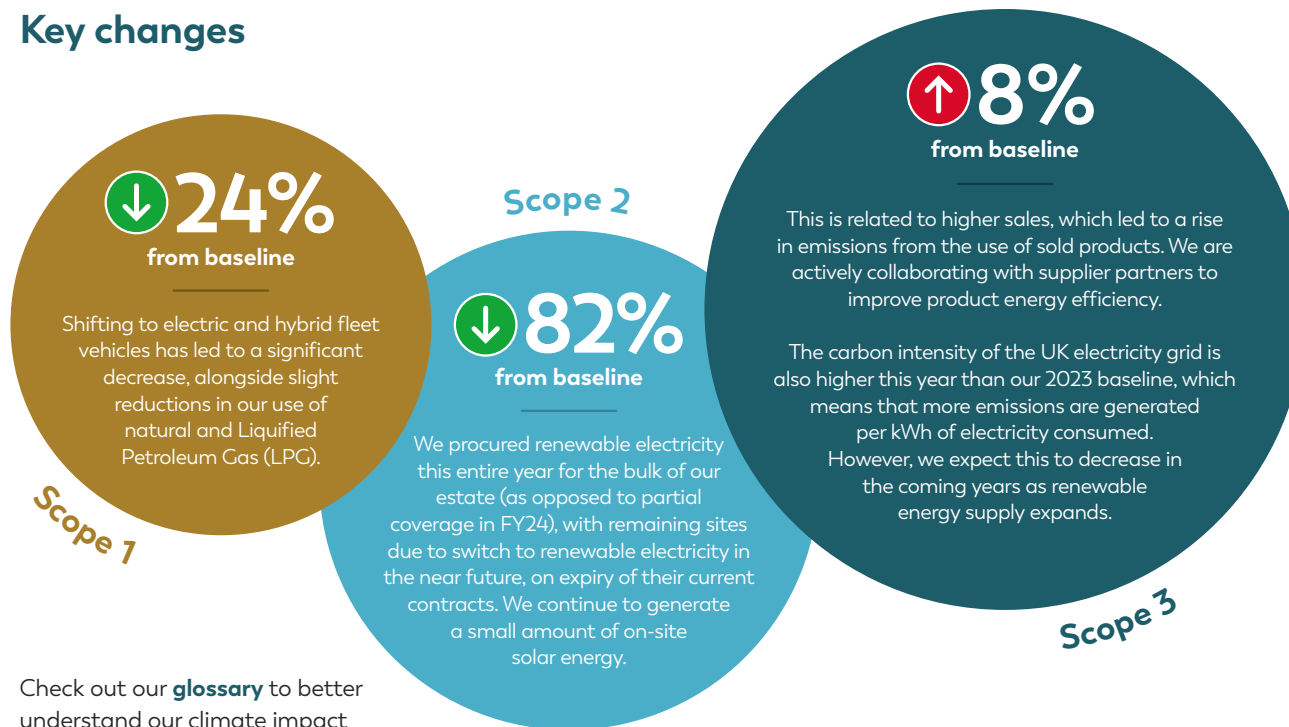 Key changes
24%
from baseline
Shifting to electric and hybrid fleet
vehicles has led to a significant
decrease, alongside slight
reductions in our use of
natural and Liquified
Petroleum Gas (LPG).
Scope 1
Scope 2
82%
from baseline
We procured renewable electricity
this entire year for the bulk of our
estate (as opposed to partial
coverage in FY24), with remaining sites
due to switch to renewable electricity in
the near future, on expiry of their current
contracts. We continue to generate
a small amount of on-site
solar energy.
8%
from baseline
This is related to higher sales, which led to a rise
in emissions from the use of sold products. We are
actively collaborating with supplier partners to
improve product energy efficiency.
The carbon intensity of the UK electricity grid is
also higher this year than our 2023 baseline, which
means that more emissions are generated
per kWh of electricity consumed.
However, we expect this to decrease in
the coming years as renewable
energy supply expands.
Scope 3
Check out our glossary to better
understand our climate impact